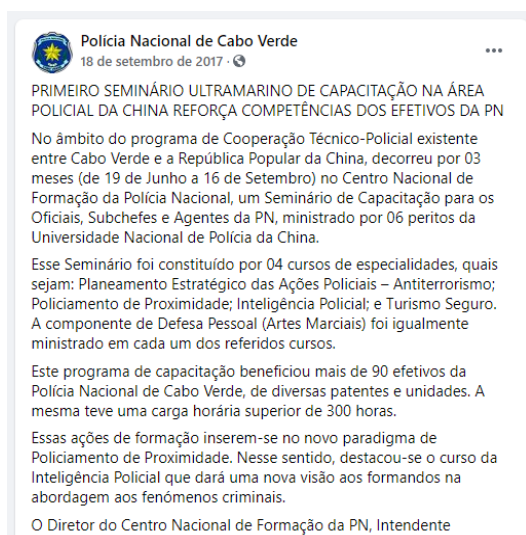 Polícia Nacional de Cabo Verde
18 de setembro de 2017 ·
PRIMEIRO SEMINÁRIO ULTRAMARINO DE CAPACITAÇÃO NA ÁREA
POLICIAL DA CHINA REFORÇA COMPETÊNCIAS DOS EFETIVOS DA PN
No âmbito do programa de Cooperação Técnico-Policial existente
entre Cabo Verde e a República Popular da China, decorreu por 03
meses (de 19 de Junho a 16 de Setembro) no Centro Nacional de
Formação da Polícia Nacional, um Seminário de Capacitação para os
Oficiais, Subchefes e Agentes da PN, ministrado por 06 peritos da
Universidade Nacional de Polícia da China.
Esse Seminário foi constituído por 04 cursos de especialidades, quais
sejam: Planeamento Estratégico das Ações Policiais – Antiterrorismo;
Policiamento de Proximidade; Inteligência Policial; e Turismo Seguro.
A componente de Defesa Pessoal (Artes Marciais) foi igualmente
ministrado em cada um dos referidos cursos.
Este programa de capacitação beneficiou mais de 90 efetivos da
Polícia Nacional de Cabo Verde, de diversas patentes e unidades. A
mesma teve uma carga horária superior de 300 horas.
Essas ações de formação inserem-se no novo paradigma de
Policiamento de Proximidade. Nesse sentido, destacou-se o curso da
Inteligência Policial que dará uma nova visão aos formandos na
abordagem aos fenómenos criminais.
O Diretor do Centro Nacional de Formação da PN, Intendente